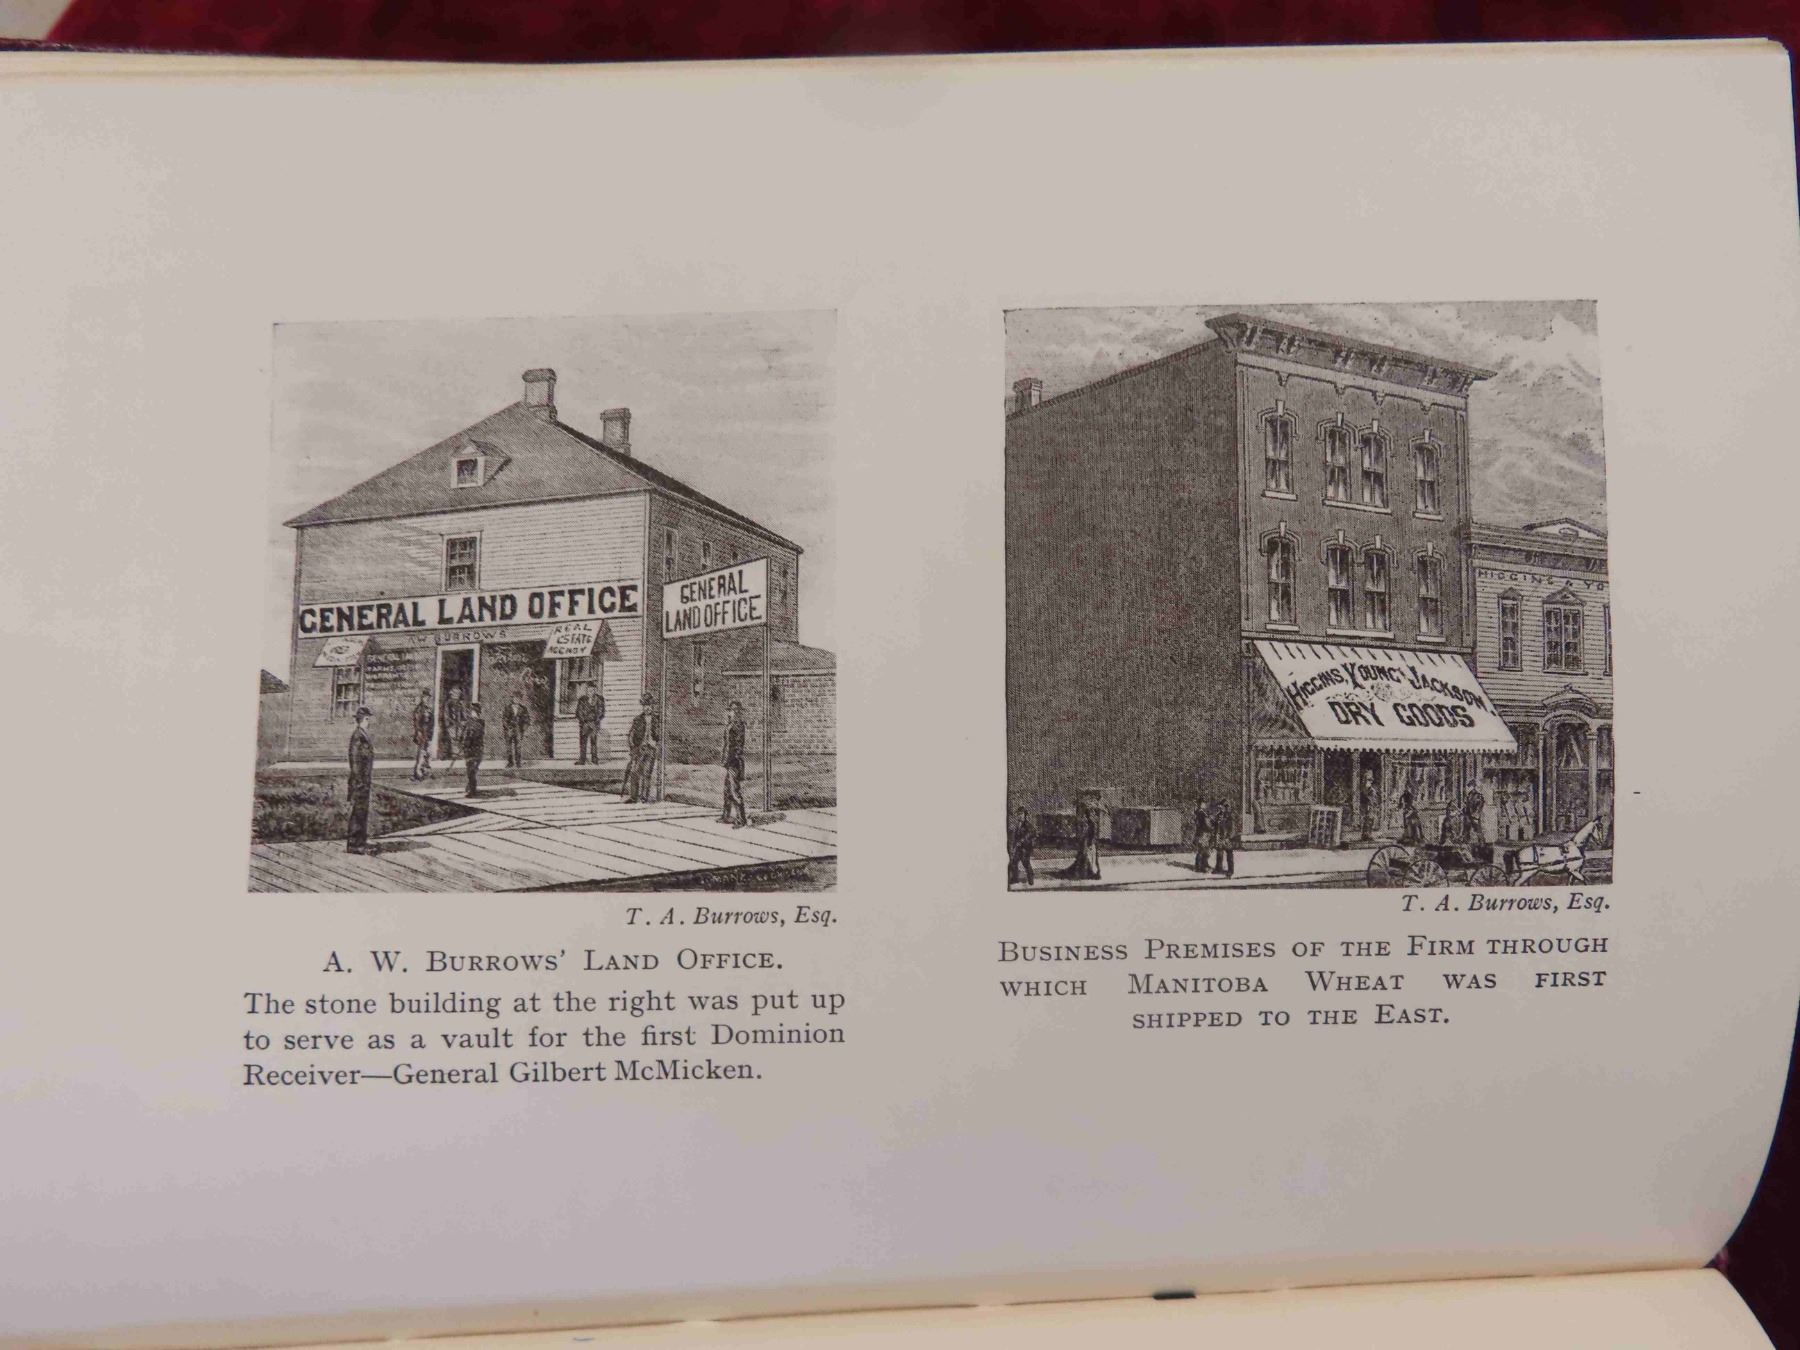 GENERAL LAND OFFICE
A.W. BURROWS
REAL
ESTATE
AGENCY
GENERAL
LAND OFFICE
T. A. Burrows, Esq.
A. W. BURROWS' LAND OFFICE.
The stone building at the right was put up
to serve as a vault for the first Dominion
Receiver—General Gilbert McMicken.
HIGGINS, YOUNG & JACKSON
DRY GOODS
HIGGINS & YO
T. A. Burrows, Esq.
BUSINESS PREMISES OF THE FIRM THROUGH
WHICH MANITOBA WHEAT WAS FIRST
SHIPPED TO THE EAST.